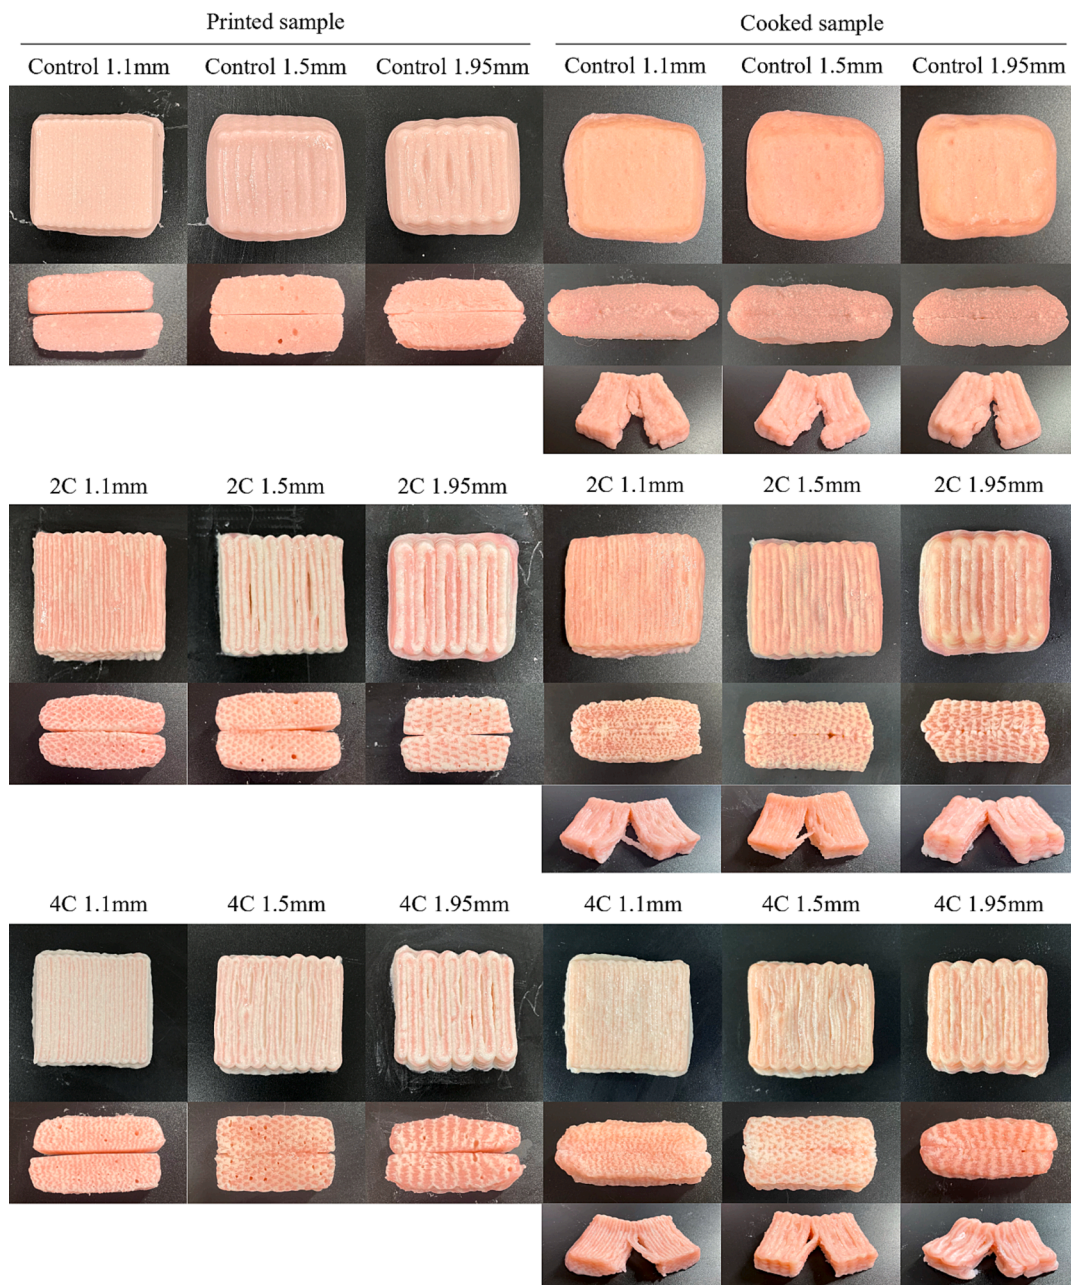 Printed sample Cooked sample
Control 1.1mm Control 1.5mm Control 1.95mm Control 1.1mm Control 1.5mm Control 1.95mm
2C 1.1mm 2C 1.5mm 2C 1.95mm 2C 1.1mm 2C 1.5mm 2C 1.95mm
4C 1.1mm 4C 1.5mm 4C 1.95mm 4C 1.1mm 4C 1.5mm 4C 1.95mm